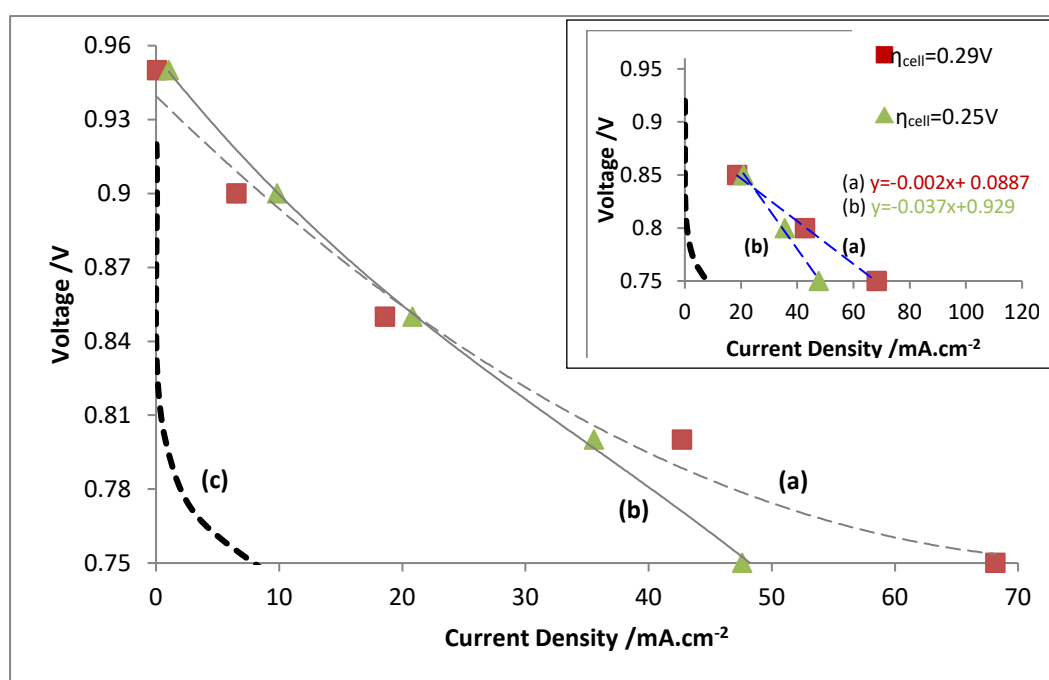 0.96
0.93
0.9
0.87
0.84
0.81
0.78
0.75
Voltage /V
0
10
20
30
40
50
60
70
Current Density /mA.cm-2
(c)
(b)
(a)
0.95
0.9
0.85
0.8
0.75
Voltage /V
0
20
40
60
80
100
120
Current Density /mA.cm-2
ηcell=0.29V
ηcell=0.25V
(a) y=-0.002x+ 0.0887
(b) y=-0.037x+0.929
(b)
(a)